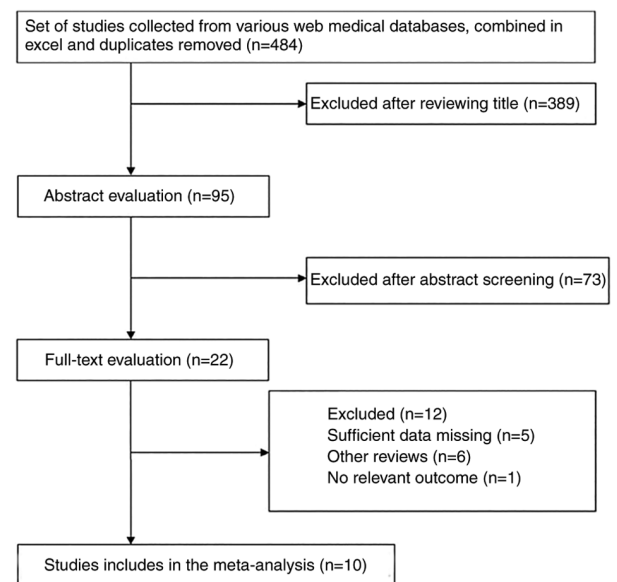 Set of studies collected from various web medical databases, combined in
excel and duplicates removed (n=484)
Excluded after reviewing title (n=389)
Abstract evaluation (n=95)
Excluded after abstract screening (n=73)
Full-text evaluation (n=22)
Excluded (n=12)
Sufficient data missing (n=5)
Other reviews (n=6)
No relevant outcome (n=1)
Studies includes in the meta-analysis (n=10)